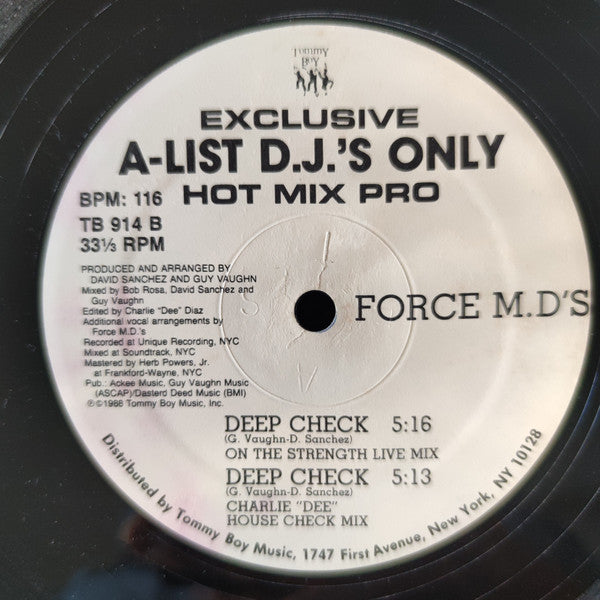 Tommy
Boy
EXCLUSIVE
A-LIST D.J.'S ONLY
HOT MIX PRO
BPM: 116
TB 914 B
33⅓ RPM
PRODUCED AND ARRANGED BY
DAVID SANCHEZ AND GUY VAUGHN
Mixed by Bob Rosa, David Sanchez and
Guy Vaughn
Edited by Charlie "Dee" Diaz
Additional vocal arrangements by
Force M.D.'s
Recorded at Unique Recording, NYC
Mixed at Soundtrack, NYC
Mastered by Herb Powers, Jr.
at Frankford-Wayne, NYC
Pub.: Ackee Music, Guy Vaughn Music
(ASCAP)/Dasterd Deed Music (BMI)
℗©1988 Tommy Boy Music, Inc.
FORCE M.D'S
DEEP CHECK 5:16
(G. Vaughn-D. Sanchez)
ON THE STRENGTH LIVE MIX
DEEP CHECK 5:13
(G. Vaughn-D. Sanchez)
CHARLIE "DEE"
HOUSE CHECK MIX
Distributed by Tommy Boy Music, 1747 First Avenue, New York, NY 10128